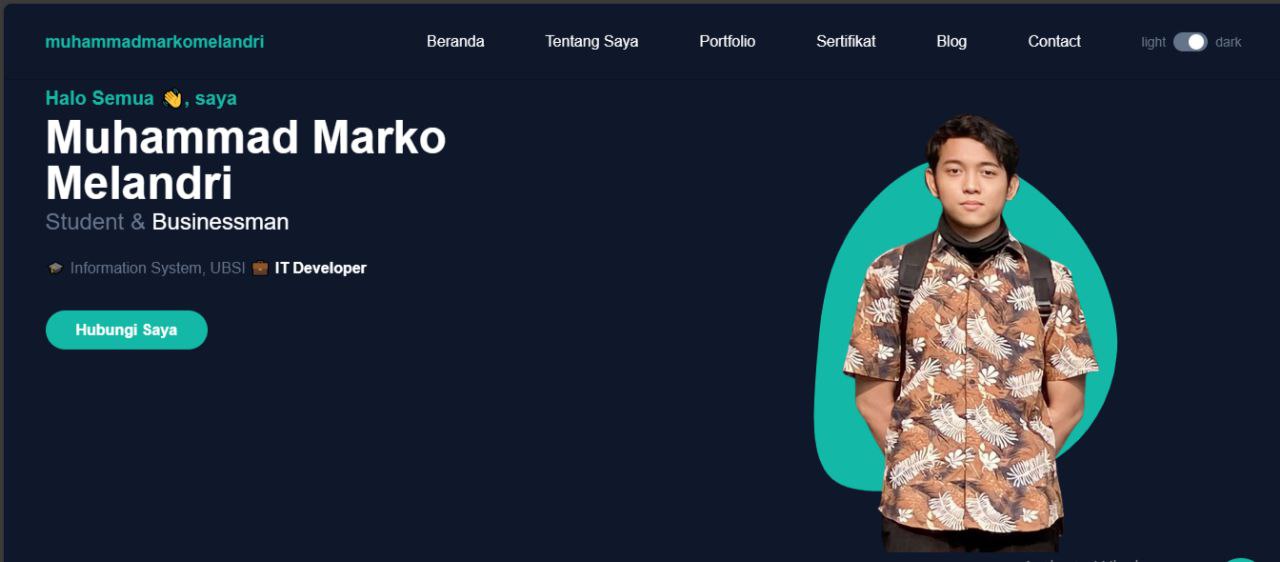 muhammadmarkomelandri
Beranda Tentang Saya Portfolio Sertifikat Blog Contact light dark
Halo Semua 👋, saya
Muhammad Marko
Melandri
Student & Businessman
🎓 Information System, UBSI 💼 IT Developer
Hubungi Saya